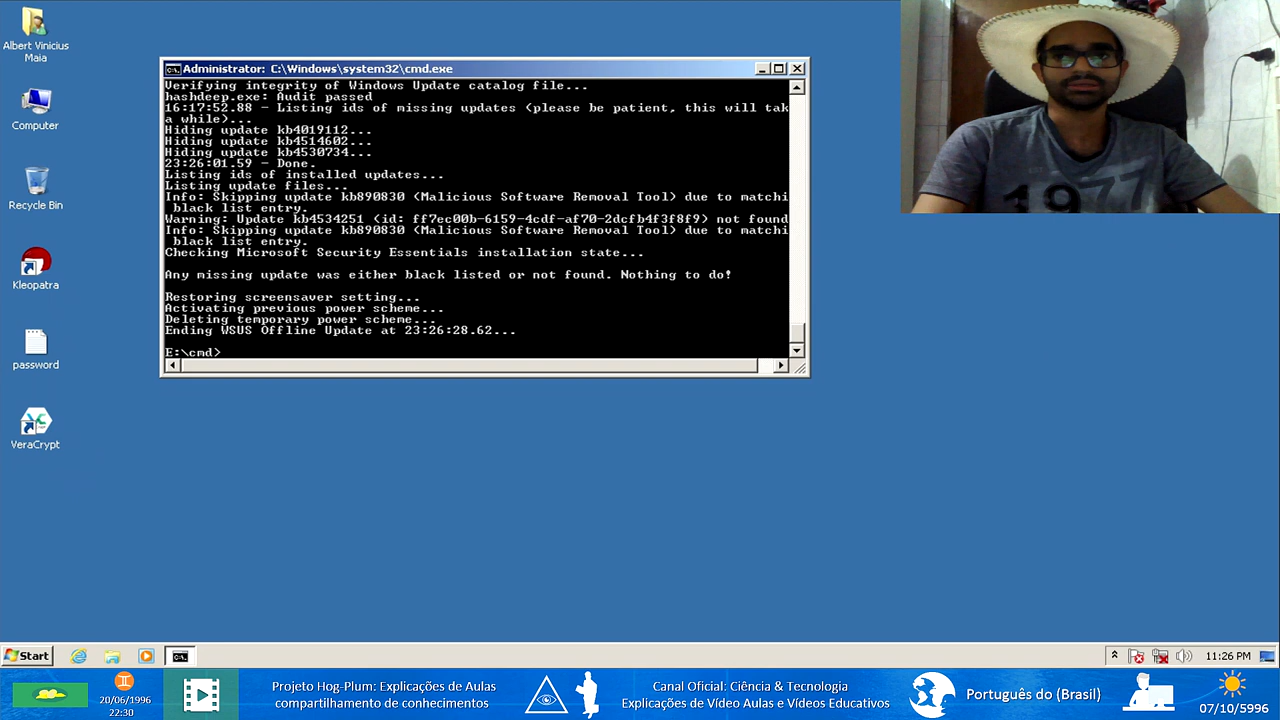 Albert Vinicius
Maia
Computer
Recycle Bin
Kleopatra
password
VeraCrypt
Administrator: C:\Windows\system32\cmd.exe
Verifying integrity of Windows Update catalog file...
hashdeep.exe: Audit passed
16:17:52.88 - Listing ids of missing updates (please be patient, this will tak
a while)...
Hiding update kb4019112...
Hiding update kb4514602...
Hiding update kb4530734...
23:26:01.59 - Done.
Listing ids of installed updates...
Listing update files...
Info: Skipping update kb890830 (Malicious Software Removal Tool) due to matchi
black list entry.
Warning: Update kb4534251 (id: ff7ec00b-6159-4cdf-af70-2dcfb4f3f8f9) not found
Info: Skipping update kb890830 (Malicious Software Removal Tool) due to matchi
black list entry.
Checking Microsoft Security Essentials installation state...
Any missing update was either black listed or not found. Nothing to do!
Restoring screensaver setting...
Activating previous power scheme...
Deleting temporary power scheme...
Ending WSUS Offline Update at 23:26:28.62...
E:\cmd>
1977
19
Start
11:26 PM
20/06/1996
22:30
Projeto Hog-Plum: Explicações de Aulas
compartilhamento de conhecimentos
Canal Oficial: Ciência & Tecnologia
Explicações de Vídeo Aulas e Vídeos Educativos
Português do (Brasil)
07/10/5996